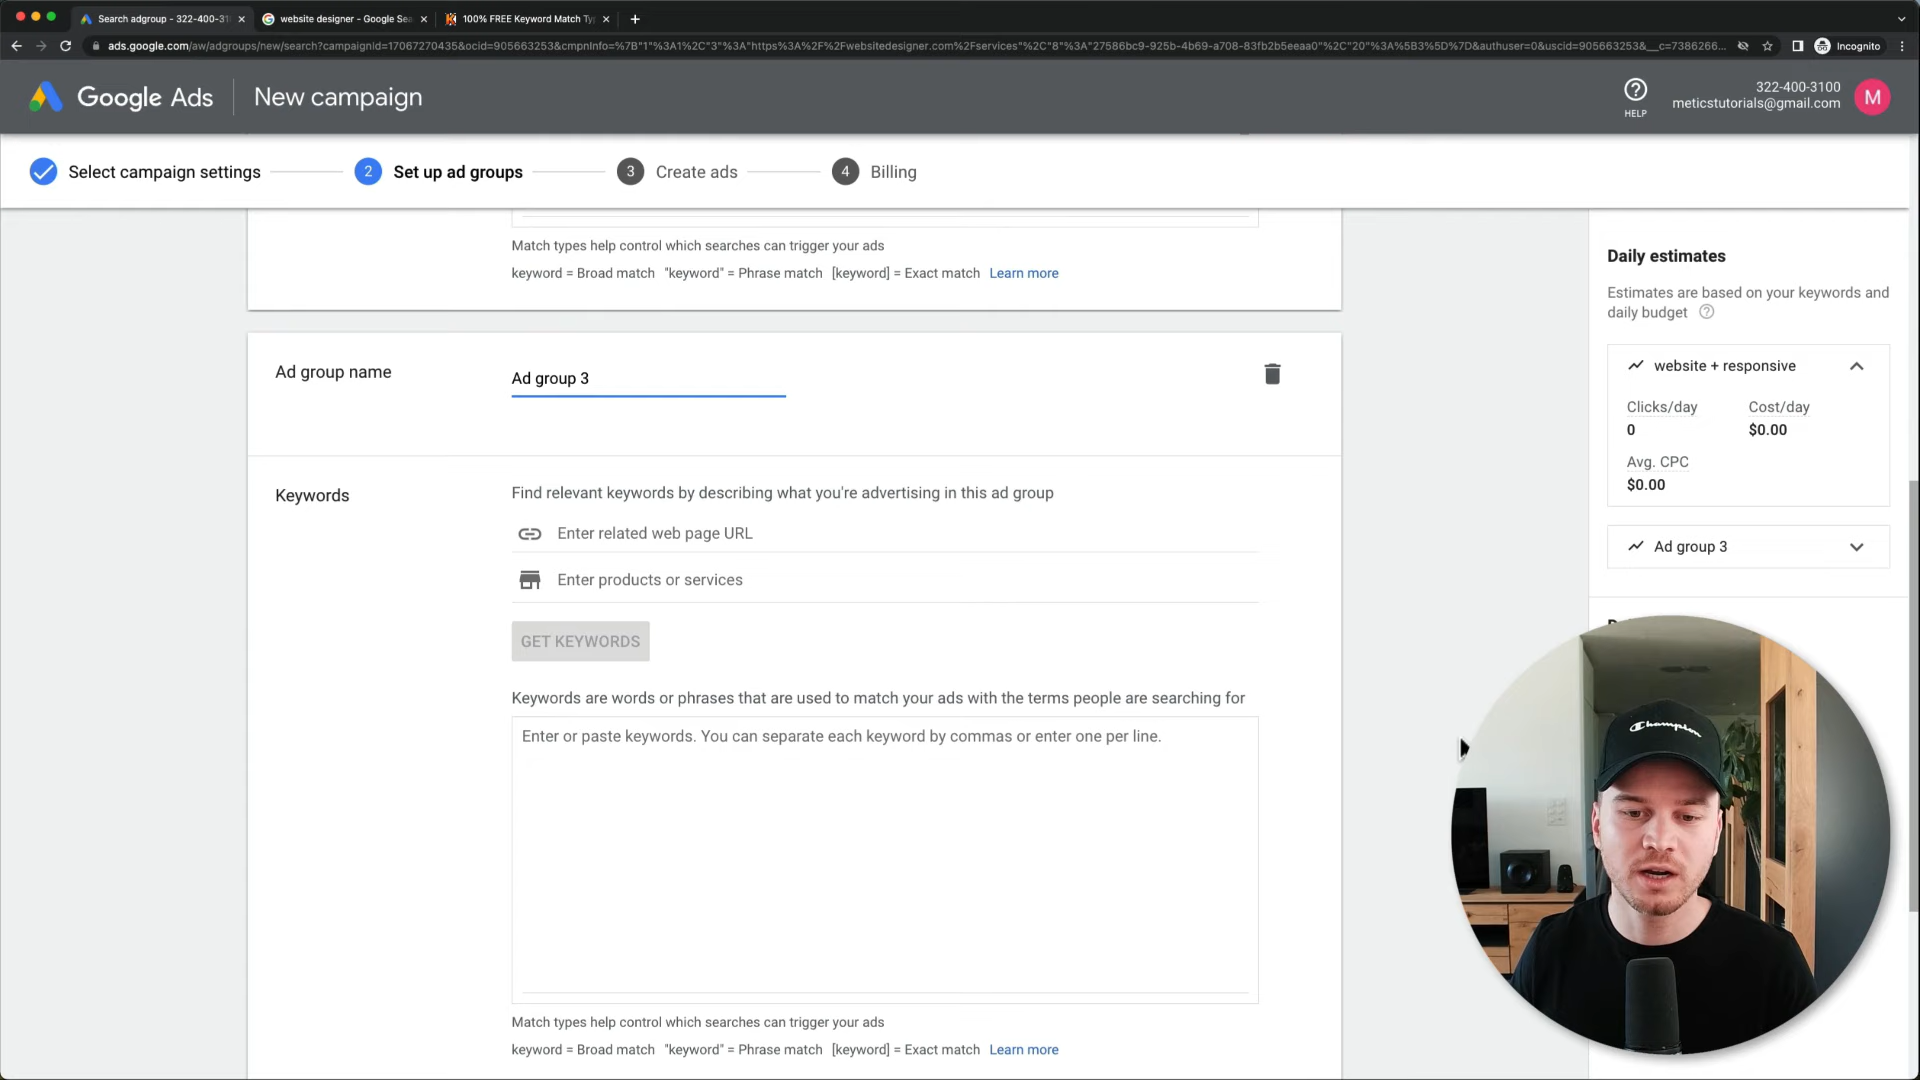 Search adgroup - 322-400-31
website designer - Google Sea
100% FREE Keyword Match Ty
ads.google.com/aw/adgroups/new/search?campaignId=17067270435&ocid=905663253&cmpnInfo=%7B"1"%3A1%2C"3"%3A"https%3A%2F%2Fwebsitedesigner.com%2Fservices"%2C"8"%3A"27586bc9-925b-4b69-a708-83fb2b5eeaa0"%2C"20"%3A%5B3%5D%7D&authuser=0&uscid=905663253&__c=7386266...
Incognito
Google Ads
New campaign
HELP
322-400-3100
meticstutorials@gmail.com
M
Select campaign settings
2 Set up ad groups
3 Create ads
4 Billing
Match types help control which searches can trigger your ads
keyword = Broad match "keyword" = Phrase match [keyword] = Exact match Learn more
Ad group name
Ad group 3
Keywords
Find relevant keywords by describing what you're advertising in this ad group
Enter related web page URL
Enter products or services
GET KEYWORDS
Keywords are words or phrases that are used to match your ads with the terms people are searching for
Enter or paste keywords. You can separate each keyword by commas or enter one per line.
Match types help control which searches can trigger your ads
keyword = Broad match "keyword" = Phrase match [keyword] = Exact match Learn more
Daily estimates
Estimates are based on your keywords and
daily budget
website + responsive
Clicks/day
Cost/day
0
$0.00
Avg. CPC
$0.00
Ad group 3
Champion